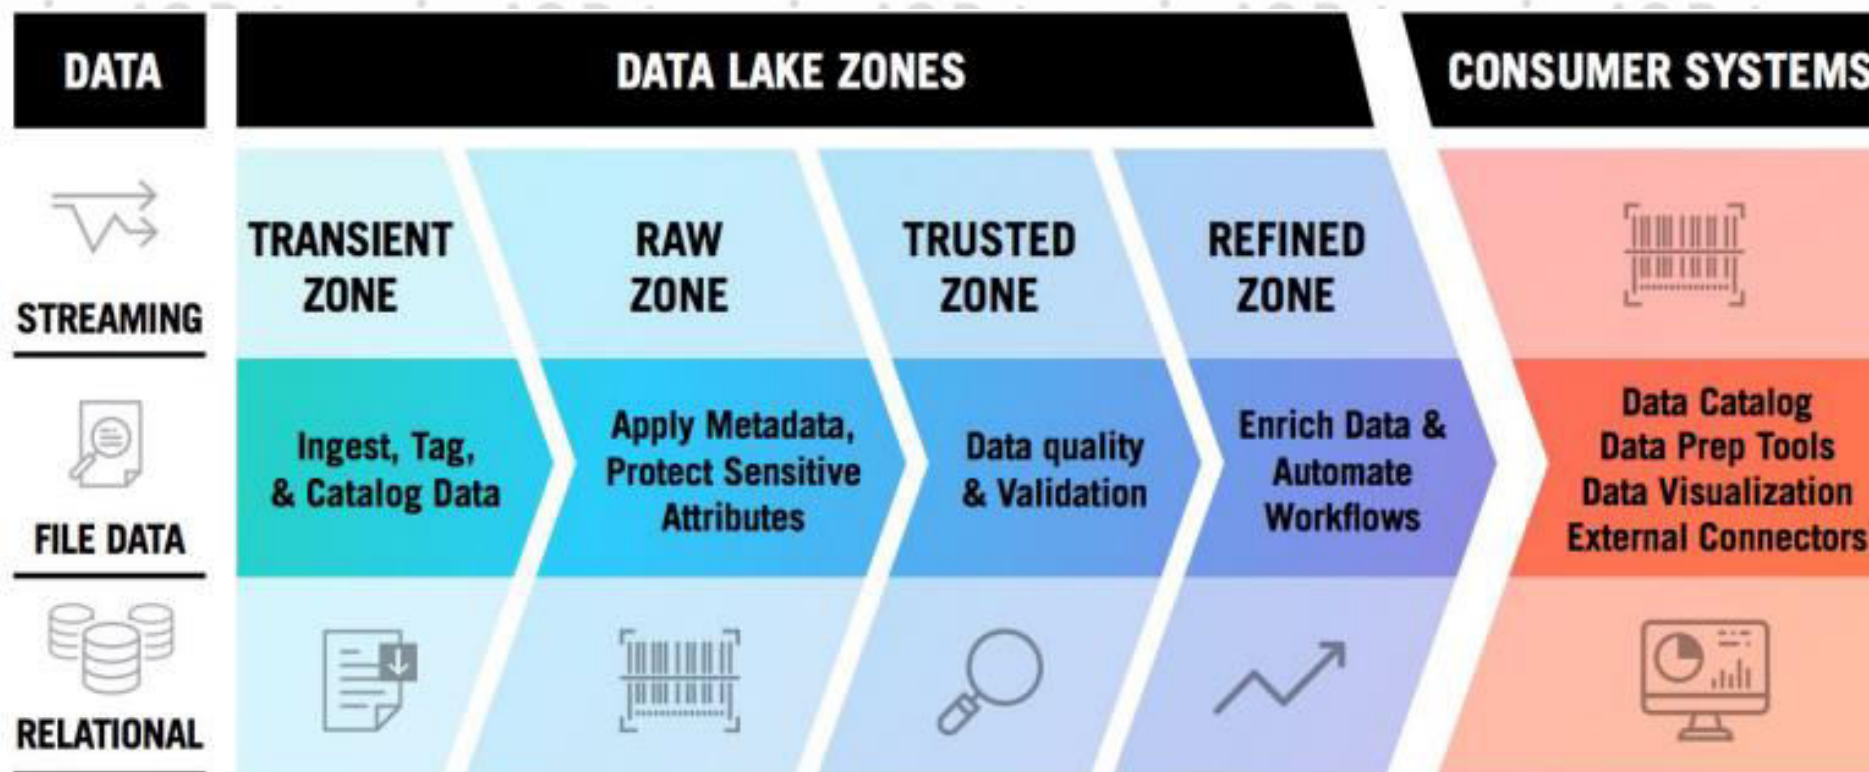 DATA
DATA LAKE ZONES
CONSUMER SYSTEMS
STREAMING
FILE DATA
RELATIONAL
TRANSIENT
ZONE
Ingest, Tag,
& Catalog Data
RAW
ZONE
Apply Metadata,
Protect Sensitive
Attributes
TRUSTED
ZONE
Data quality
& Validation
REFINED
ZONE
Enrich Data &
Automate
Workflows
Data Catalog
Data Prep Tools
Data Visualization
External Connectors